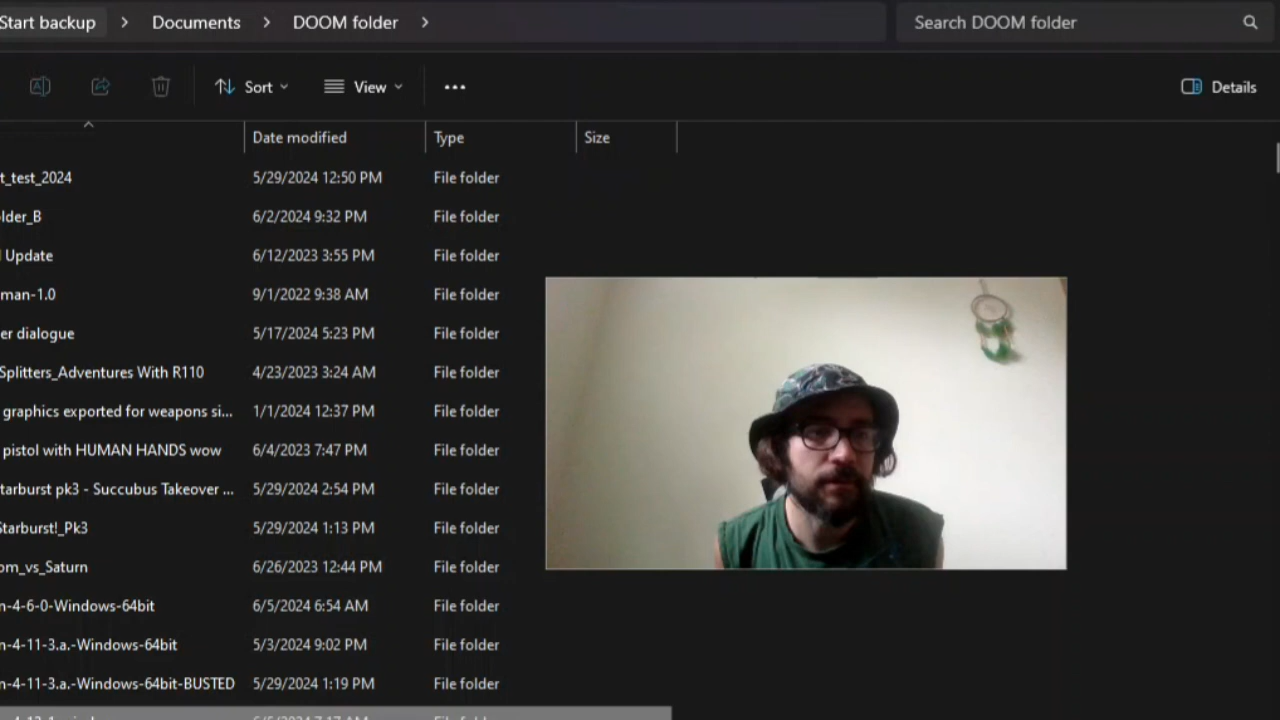 Start backup > Documents > DOOM folder > Search DOOM folder
Sort View ... Details
Date modified Type Size
t_test_2024 5/29/2024 12:50 PM File folder
lder_B 6/2/2024 9:32 PM File folder
Update 6/12/2023 3:55 PM File folder
man-1.0 9/1/2022 9:38 AM File folder
er dialogue 5/17/2024 5:23 PM File folder
Splitters_Adventures With R110 4/23/2023 3:24 AM File folder
graphics exported for weapons si... 1/1/2024 12:37 PM File folder
pistol with HUMAN HANDS wow 6/4/2023 7:47 PM File folder
tarburst pk3 - Succubus Takeover ... 5/29/2024 2:54 PM File folder
Starburst!_Pk3 5/29/2024 1:13 PM File folder
om_vs_Saturn 6/26/2023 12:44 PM File folder
n-4-6-0-Windows-64bit 6/5/2024 6:54 AM File folder
n-4-11-3.a.-Windows-64bit 5/3/2024 9:02 PM File folder
n-4-11-3.a.-Windows-64bit-BUSTED 5/29/2024 1:19 PM File folder